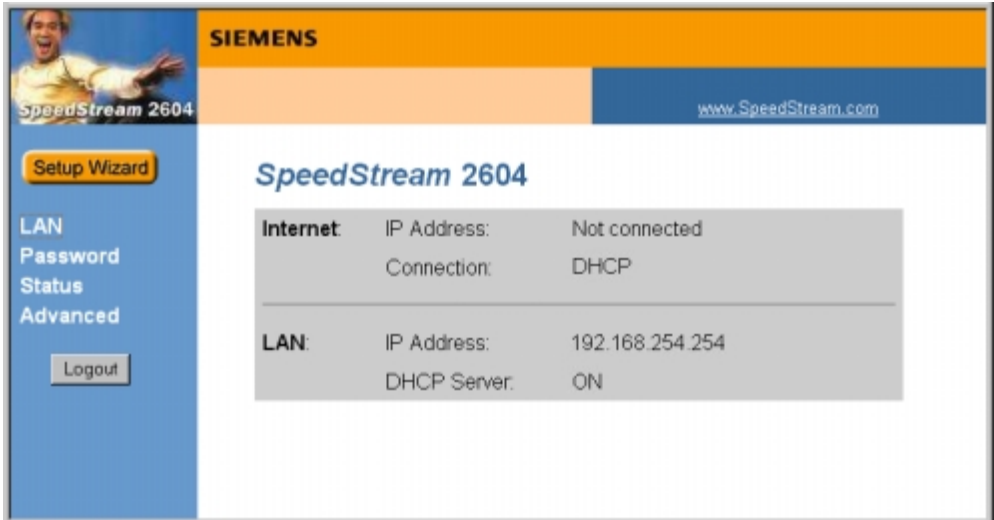 SIEMENS
SpeedStream 2604
www.SpeedStream.com
Setup Wizard
LAN
Password
Status
Advanced
Logout
SpeedStream 2604
Internet: IP Address: Not connected
Connection: DHCP
LAN: IP Address: 192.168.254.254
DHCP Server: ON